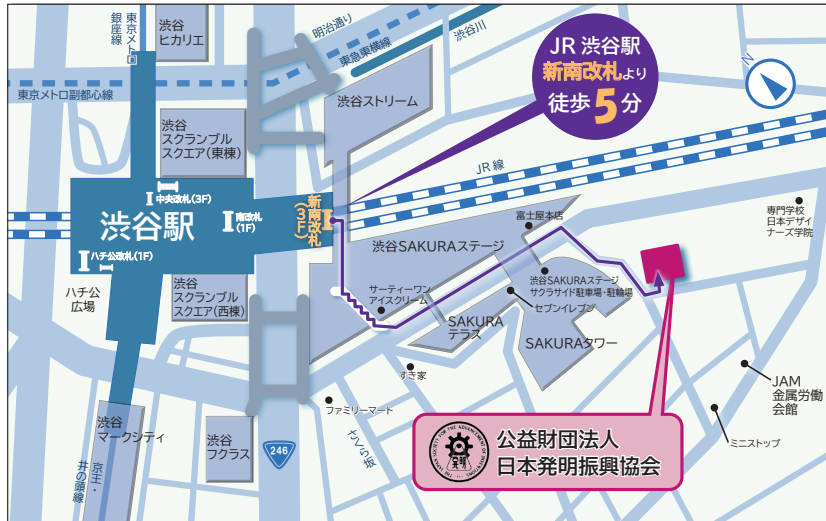 東京メトロ
銀座線
渋谷
ヒカリエ
明治通り
東急東横線
渋谷川
東京メトロ副都心線
渋谷ストリーム
JR 渋谷駅
新南改札より
徒歩5分
N
渋谷
スクランブル
スクエア(東棟)
JR 線
中央改札(3F)
渋谷駅
南改札
(1F)
新南改札
(3F)
ハチ公改札(1F)
ハチ公
広場
渋谷
スクランブル
スクエア(西棟)
渋谷SAKURAステージ
富士屋本店
専門学校
日本デザイ
ナーズ学院
サーティーワン
アイスクリーム
渋谷SAKURAステージ
サクラサイド駐車場・駐輪場
セブンイレブン
SAKURA
テラス
SAKURAタワー
すき家
ファミリーマート
さくら坂
JAM
金属労働
会館
ミニストップ
渋谷
マークシティ
渋谷
フクラス
246
京王・
井の頭線
THE JAPAN SOCIETY FOR THE ADVANCEMENT OF INVENTIONS
発明
公益財団法人
日本発明振興協会